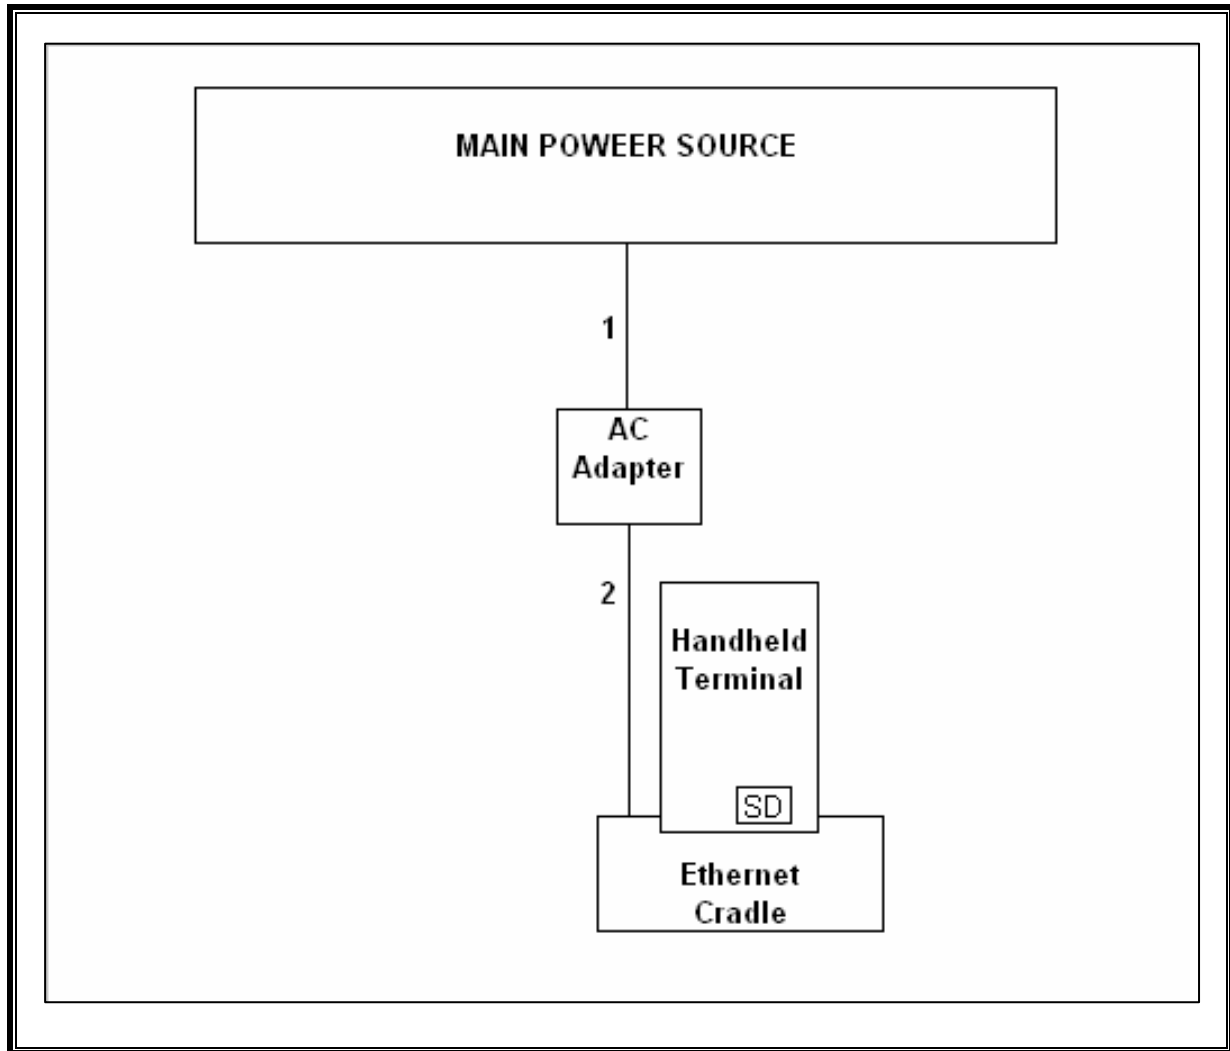 MAIN POWEER SOURCE
1
AC
Adapter
2
Handheld
Terminal
SD
Ethernet
Cradle